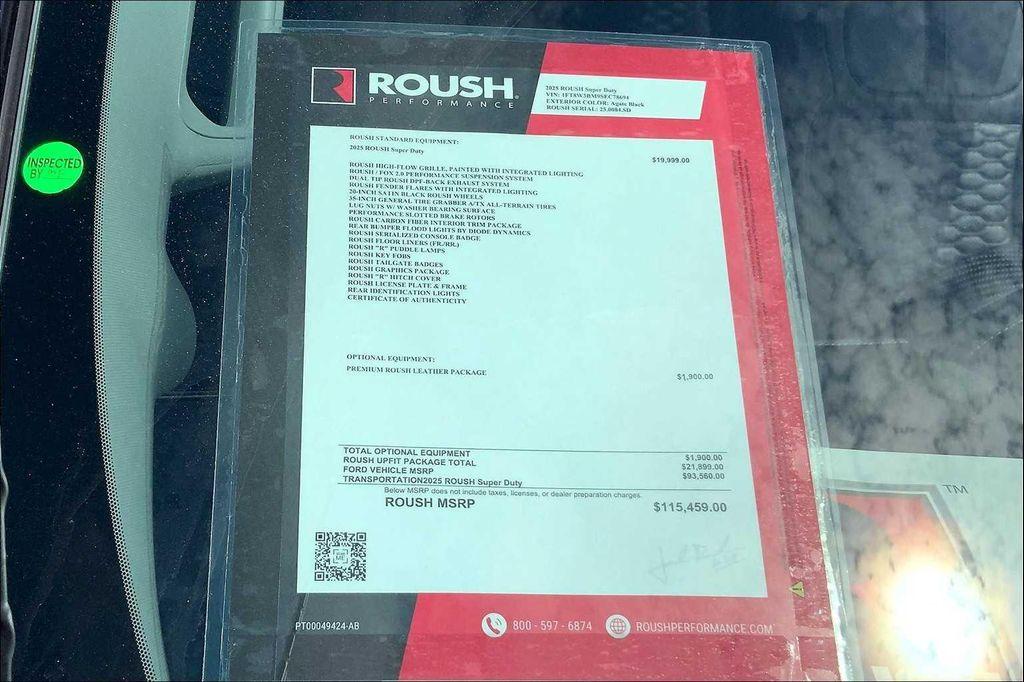 INSPECTED
BY
ROUSH
PERFORMANCE
2025 ROUSH Super Duty
VIN: 1FT8W3BM9SEC78694
EXTERIOR COLOR: Agate Black
ROUSH SERIAL: 25.0084.SD
ROUSH STANDARD EQUIPMENT:
2025 ROUSH Super Duty
$19,999.00
ROUSH HIGH-FLOW GRILLE, PAINTED WITH INTEGRATED LIGHTING
ROUSH / FOX 2.0 PERFORMANCE SUSPENSION SYSTEM
DUAL TIP ROUSH DPF-BACK EXHAUST SYSTEM
ROUSH FENDER FLARES WITH INTEGRATED LIGHTING
20-INCH SATIN BLACK ROUSH WHEELS
35-INCH GENERAL TIRE GRABBER A/TX ALL-TERRAIN TIRES
LUG NUTS W/ WASHER BEARING SURFACE
PERFORMANCE SLOTTED BRAKE ROTORS
ROUSH CARBON FIBER INTERIOR TRIM PACKAGE
REAR BUMPER FLOOD LIGHTS BY DIODE DYNAMICS
ROUSH SERIALIZED CONSOLE BADGE
ROUSH FLOOR LINERS (FR./RR.)
ROUSH "R" PUDDLE LAMPS
ROUSH KEY FOBS
ROUSH TAILGATE BADGES
ROUSH GRAPHICS PACKAGE
ROUSH "R" HITCH COVER
ROUSH LICENSE PLATE & FRAME
REAR IDENTIFICATION LIGHTS
CERTIFICATE OF AUTHENTICITY
OPTIONAL EQUIPMENT:
PREMIUM ROUSH LEATHER PACKAGE $1,900.00
TOTAL OPTIONAL EQUIPMENT $1,900.00
ROUSH UPFIT PACKAGE TOTAL $21,899.00
FORD VEHICLE MSRP $93,560.00
TRANSPORTATION2025 ROUSH Super Duty
Below MSRP does not include taxes, licenses, or dealer preparation charges.
ROUSH MSRP $115,459.00
PT00049424-AB
800 - 597 - 6874
ROUSHPERFORMANCE.COM
TM